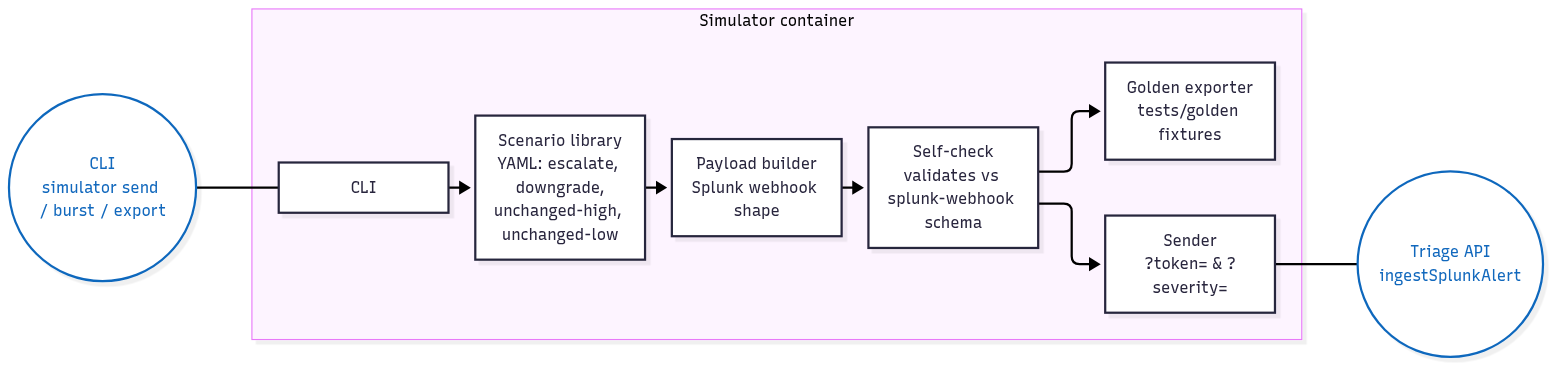 Simulator container
CLI
simulator send
/ burst / export
CLI
Scenario library
YAML: escalate,
downgrade,
unchanged-high,
unchanged-low
Payload builder
Splunk webhook
shape
Self-check
validates vs
splunk-webhook
schema
Golden exporter
tests/golden
fixtures
Sender
?token= & ?
severity=
Triage API
ingestSplunkAlert